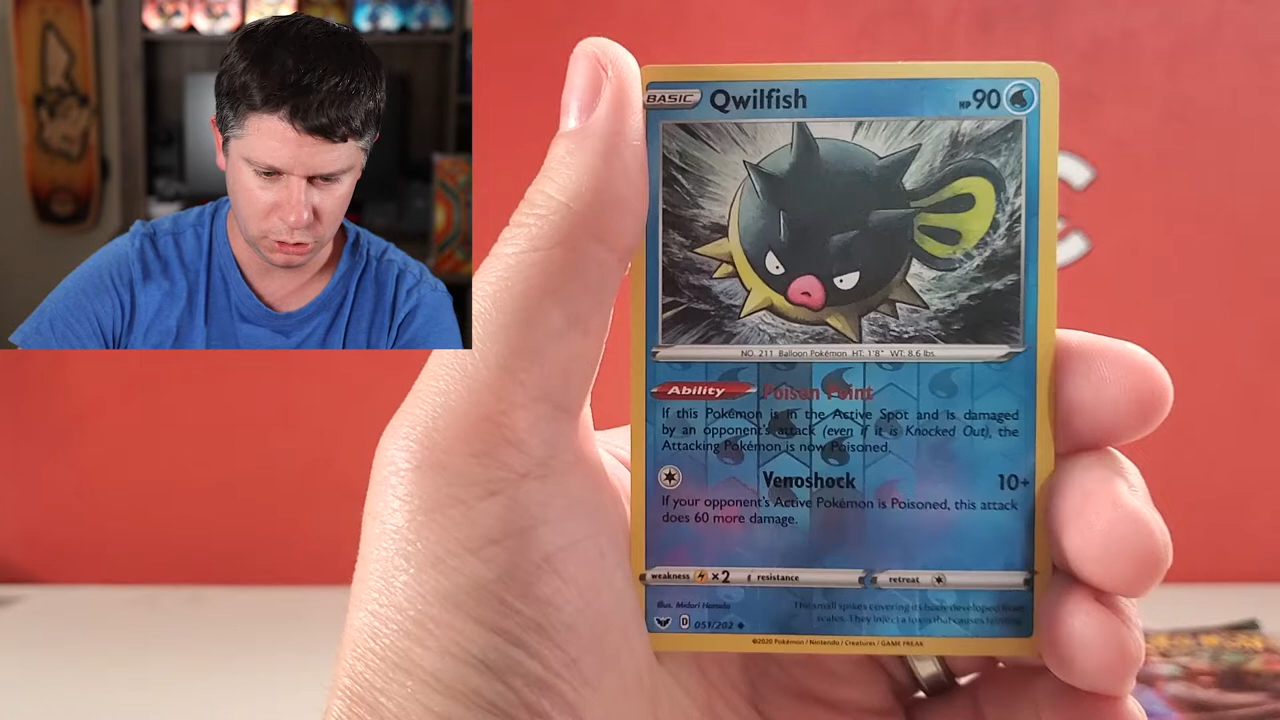 BASIC Qwilfish HP 90
NO. 211 Balloon Pokémon HT: 1'8" WT: 8.6 lbs.
Ability Poison Point
If this Pokémon is in the Active Spot and is damaged
by an opponent's attack (even if it is Knocked Out), the
Attacking Pokémon is now Poisoned.
Venoshock 10+
If your opponent's Active Pokémon is Poisoned, this attack
does 60 more damage.
weakness ×2 resistance retreat
Illus. Midori Harada
The small spikes covering its body developed from
scales. They inject a toxin that causes fainting.
D 051/202
©2020 Pokémon / Nintendo / Creatures / GAME FREAK